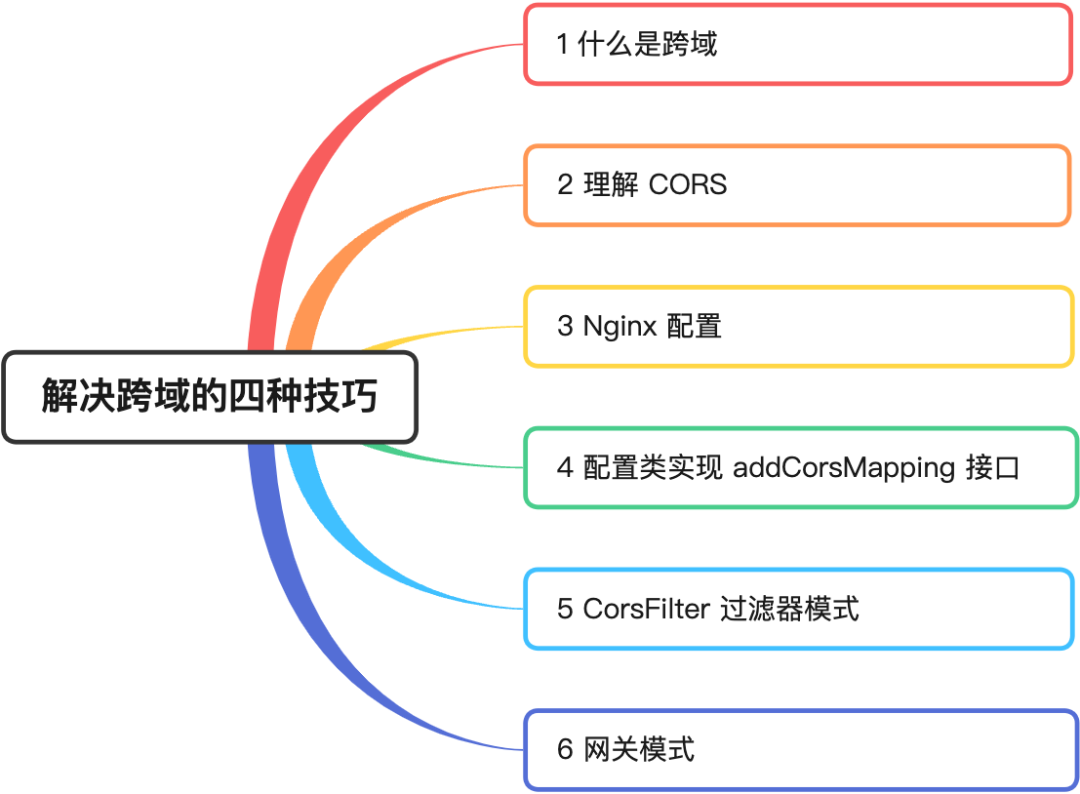 1 什么是跨域
2 理解 CORS
3 Nginx 配置
解决跨域的四种技巧
4 配置类实现 addCorsMapping 接口
5 CorsFilter 过滤器模式
6 网关模式